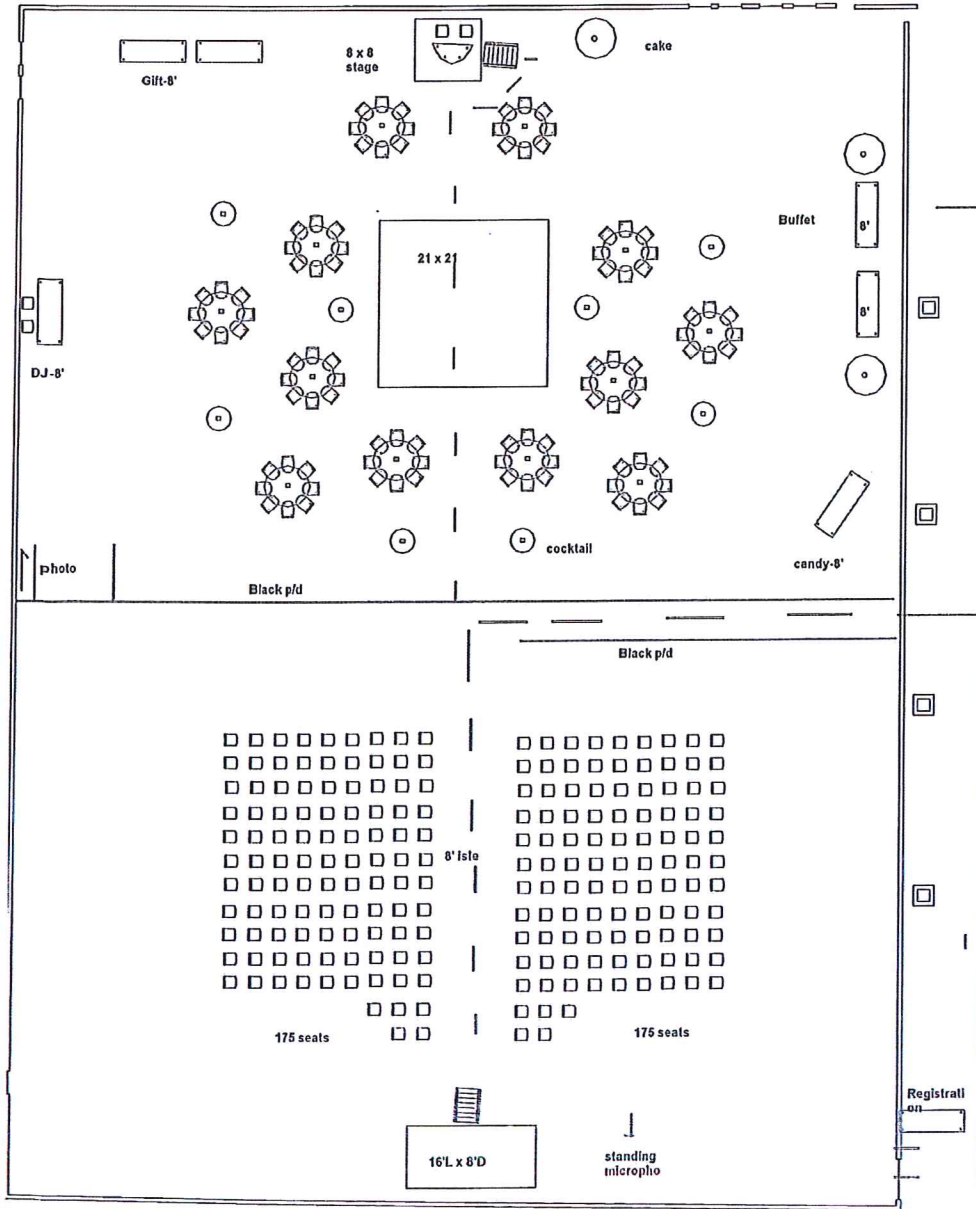 8 x 8
stage
cake
Gift-8'
Buffet
8'
21 x 21
8'
DJ-8'
cocktail
candy-8'
photo
Black p/d
Black p/d
8' isle
175 seats
175 seats
Registrati
on
16'L x 8'D
standing
micropho